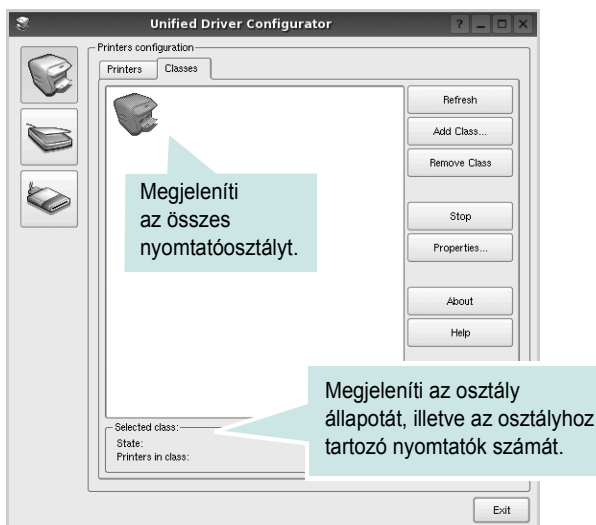 Unified Driver Configurator
Printers configuration
Printers
Classes
Refresh
Add Class...
Remove Class
Stop
Properties...
About
Help
Megjeleníti
az összes
nyomtatóosztályt.
Megjeleníti az osztály
állapotát, illetve az osztályhoz
tartozó nyomtatók számát.
Selected class:
State:
Printers in class:
Exit